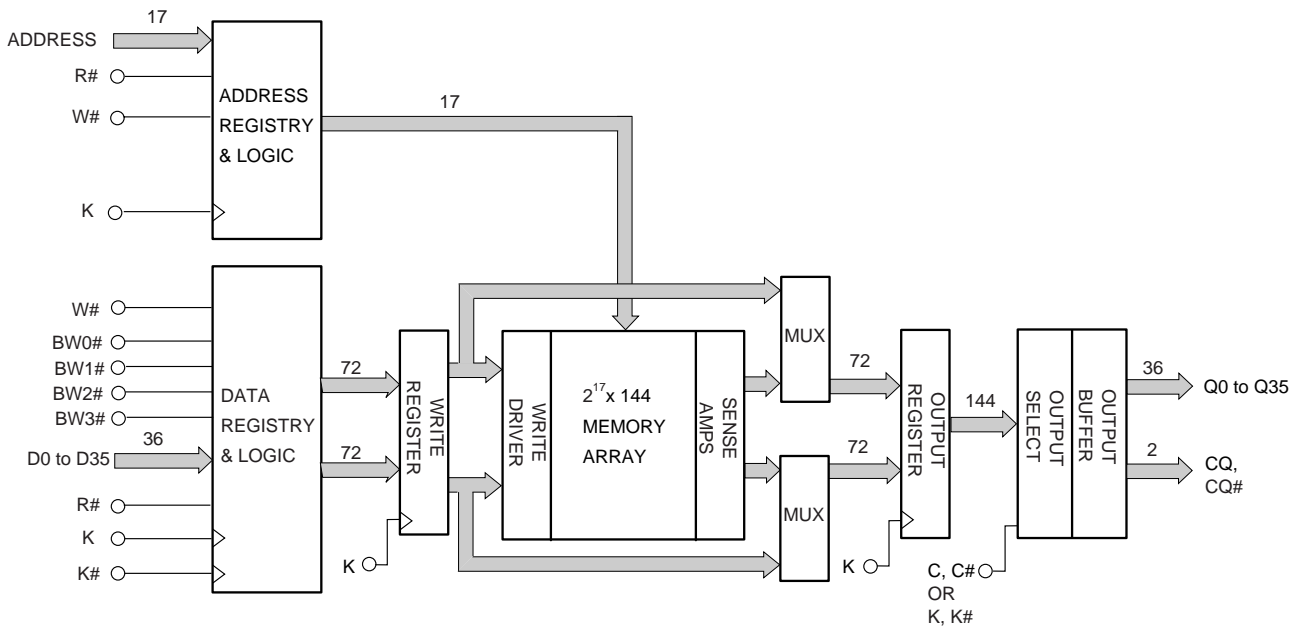 17
ADDRESS
R#
W#
K
ADDRESS
REGISTRY
& LOGIC
17
W#
BW0#
BW1#
BW2#
BW3#
36
D0 to D35
R#
K
K#
DATA
REGISTRY
& LOGIC
72
72
WRITE
REGISTER
K
WRITE
DRIVER
2¹⁷x 144
MEMORY
ARRAY
SENSE
AMPS
MUX
MUX
72
72
OUTPUT
REGISTER
K
144
OUTPUT
SELECT
OUTPUT
BUFFER
C, C#
OR
K, K#
36
Q0 to Q35
2
CQ,
CQ#